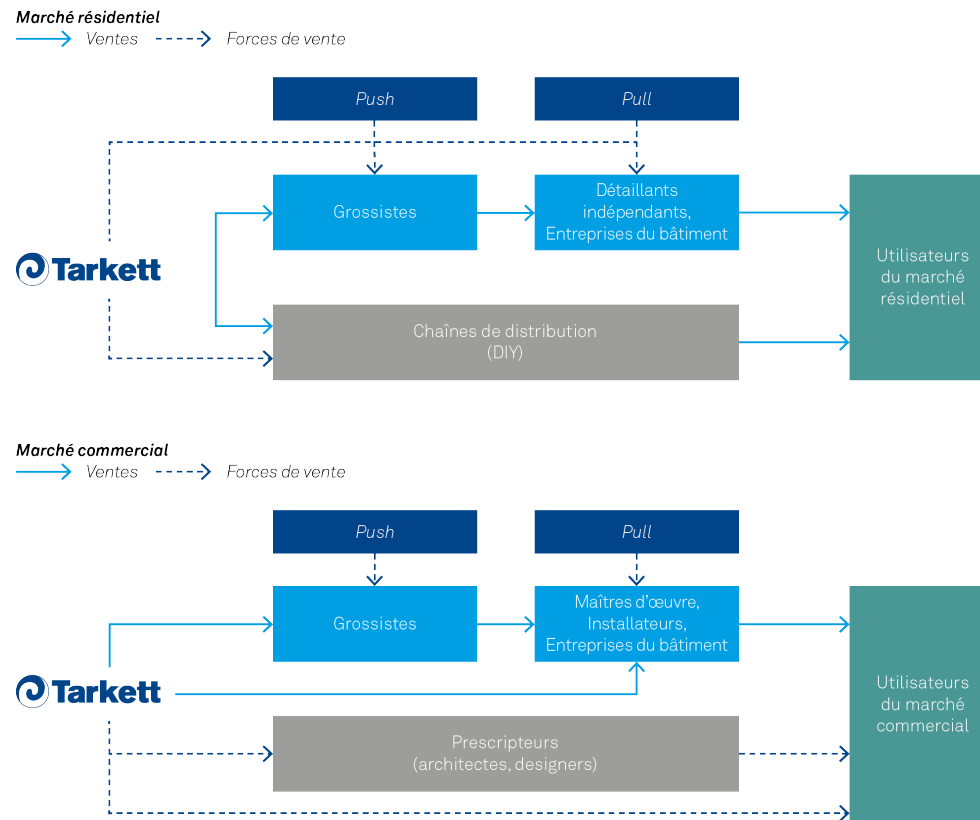 Marché résidentiel
Ventes
Forces de vente
Push
Pull
Grossistes
Détaillants
indépendants,
Entreprises du bâtiment
Tarkett
Utilisateurs
du marché
résidentiel
Chaînes de distribution
(DIY)
Marché commercial
Ventes
Forces de vente
Push
Pull
Grossistes
Maîtres d'œuvre,
Installateurs,
Entreprises du bâtiment
Tarkett
Utilisateurs
du marché
commercial
Prescripteurs
(architectes, designers)